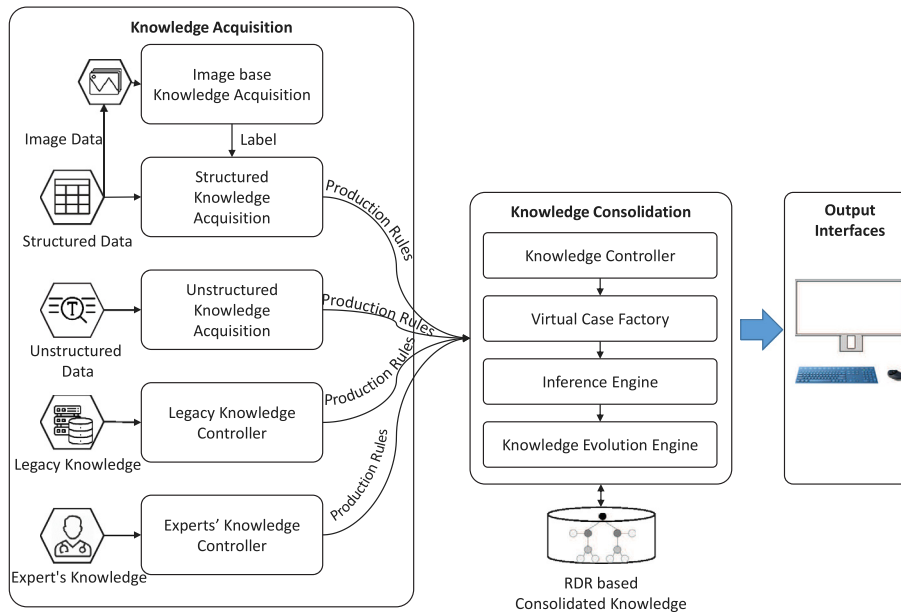 Knowledge Acquisition
Image base
Knowledge Acquisition
Image Data
Label
Structured
Knowledge
Acquisition
Structured Data
Production Rules
Unstructured
Knowledge
Acquisition
Unstructured
Data
Production Rules
Legacy Knowledge
Controller
Legacy Knowledge
Production Rules
Experts’ Knowledge
Controller
Expert's Knowledge
Production Rules
Knowledge Consolidation
Knowledge Controller
Virtual Case Factory
Inference Engine
Knowledge Evolution Engine
RDR based
Consolidated Knowledge
Output
Interfaces
T